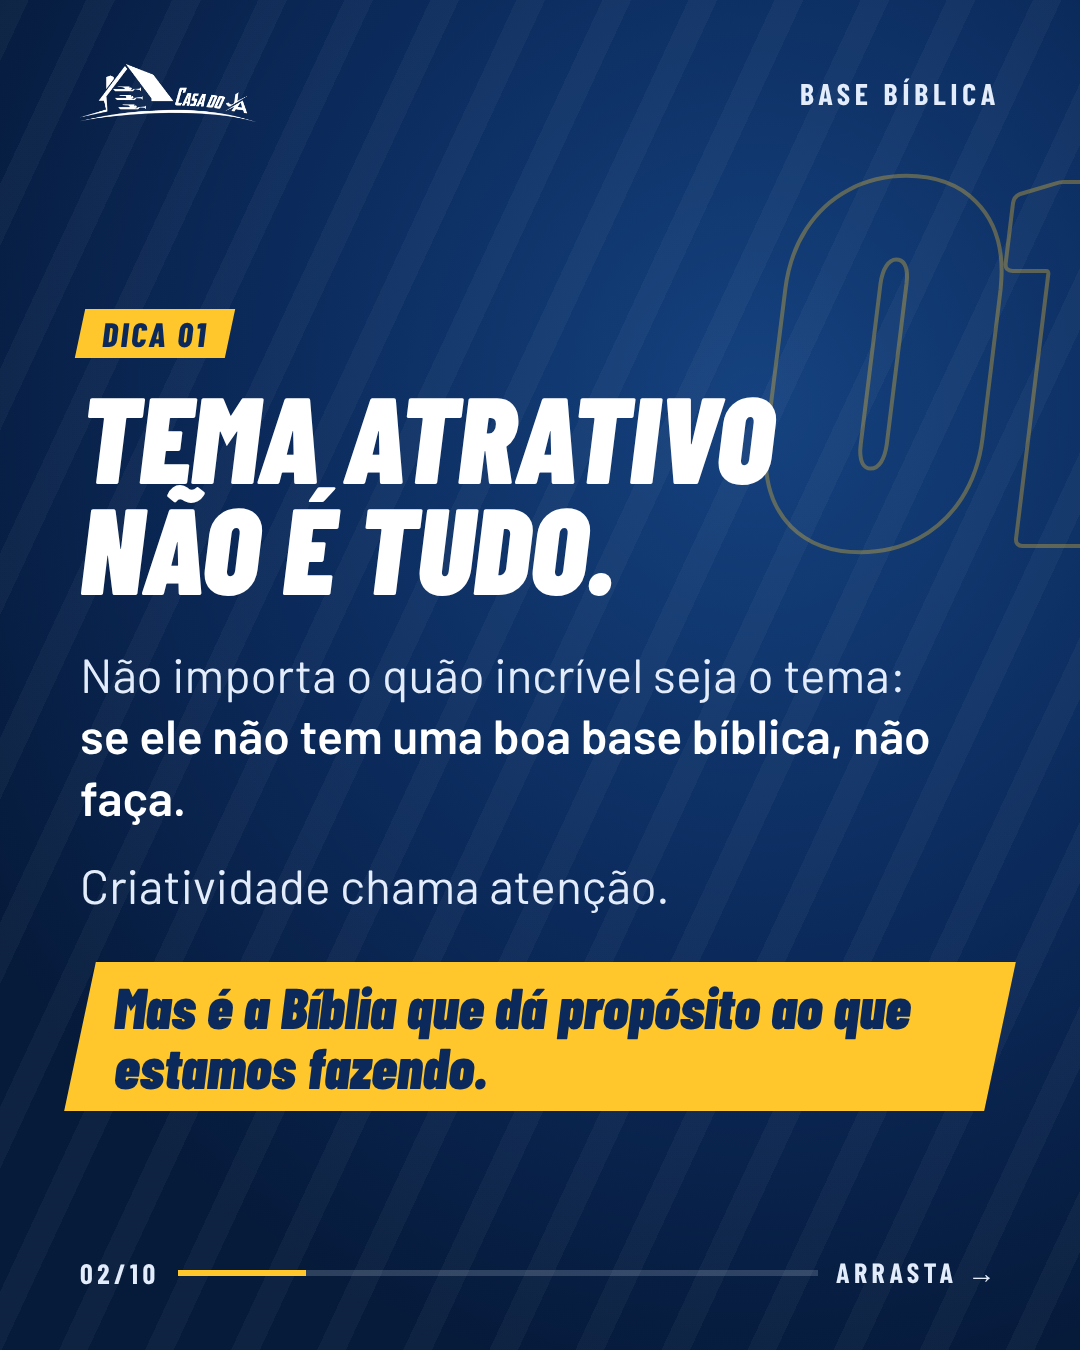 CASA DO JA
BASE BÍBLICA
01
DICA 01
TEMA ATRATIVO
NÃO É TUDO.
Não importa o quão incrível seja o tema:
se ele não tem uma boa base bíblica, não
faça.
Criatividade chama atenção.
Mas é a Bíblia que dá propósito ao que
estamos fazendo.
02/10
ARRASTA →